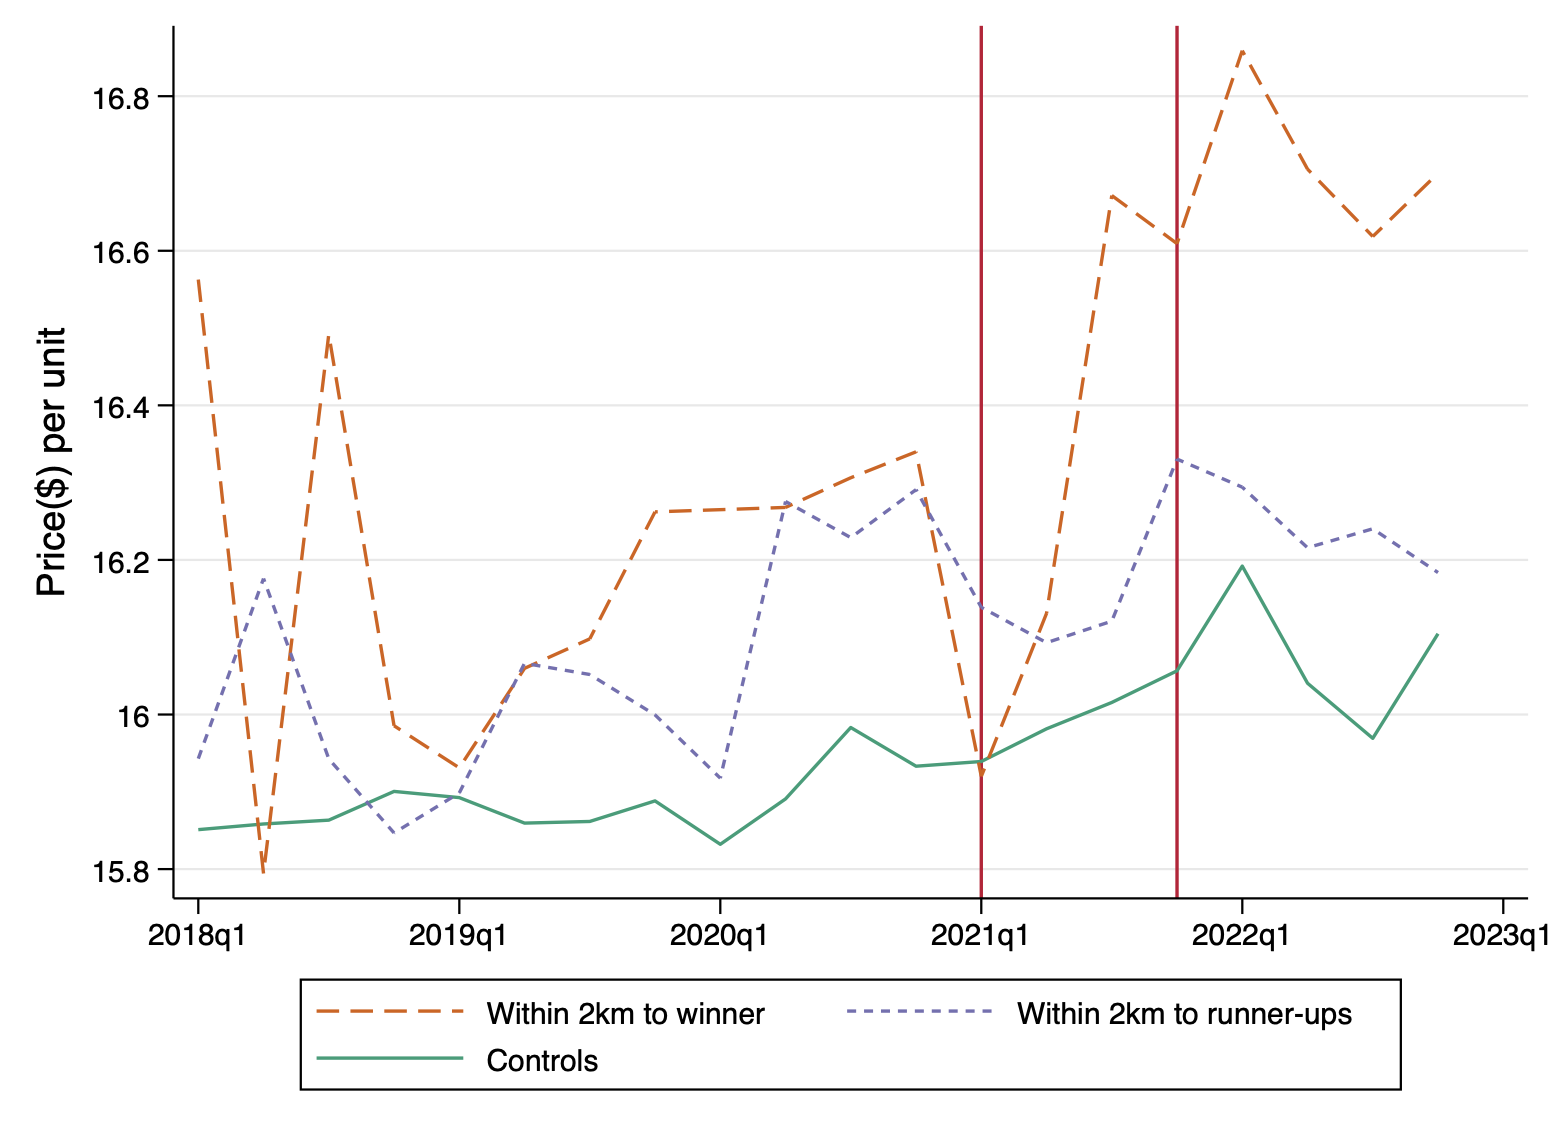 Price($) per unit
16.8
16.6
16.4
16.2
16
15.8
2018q1 2019q1 2020q1 2021q1 2022q1 2023q1
Within 2km to winner Within 2km to runner-ups
Controls